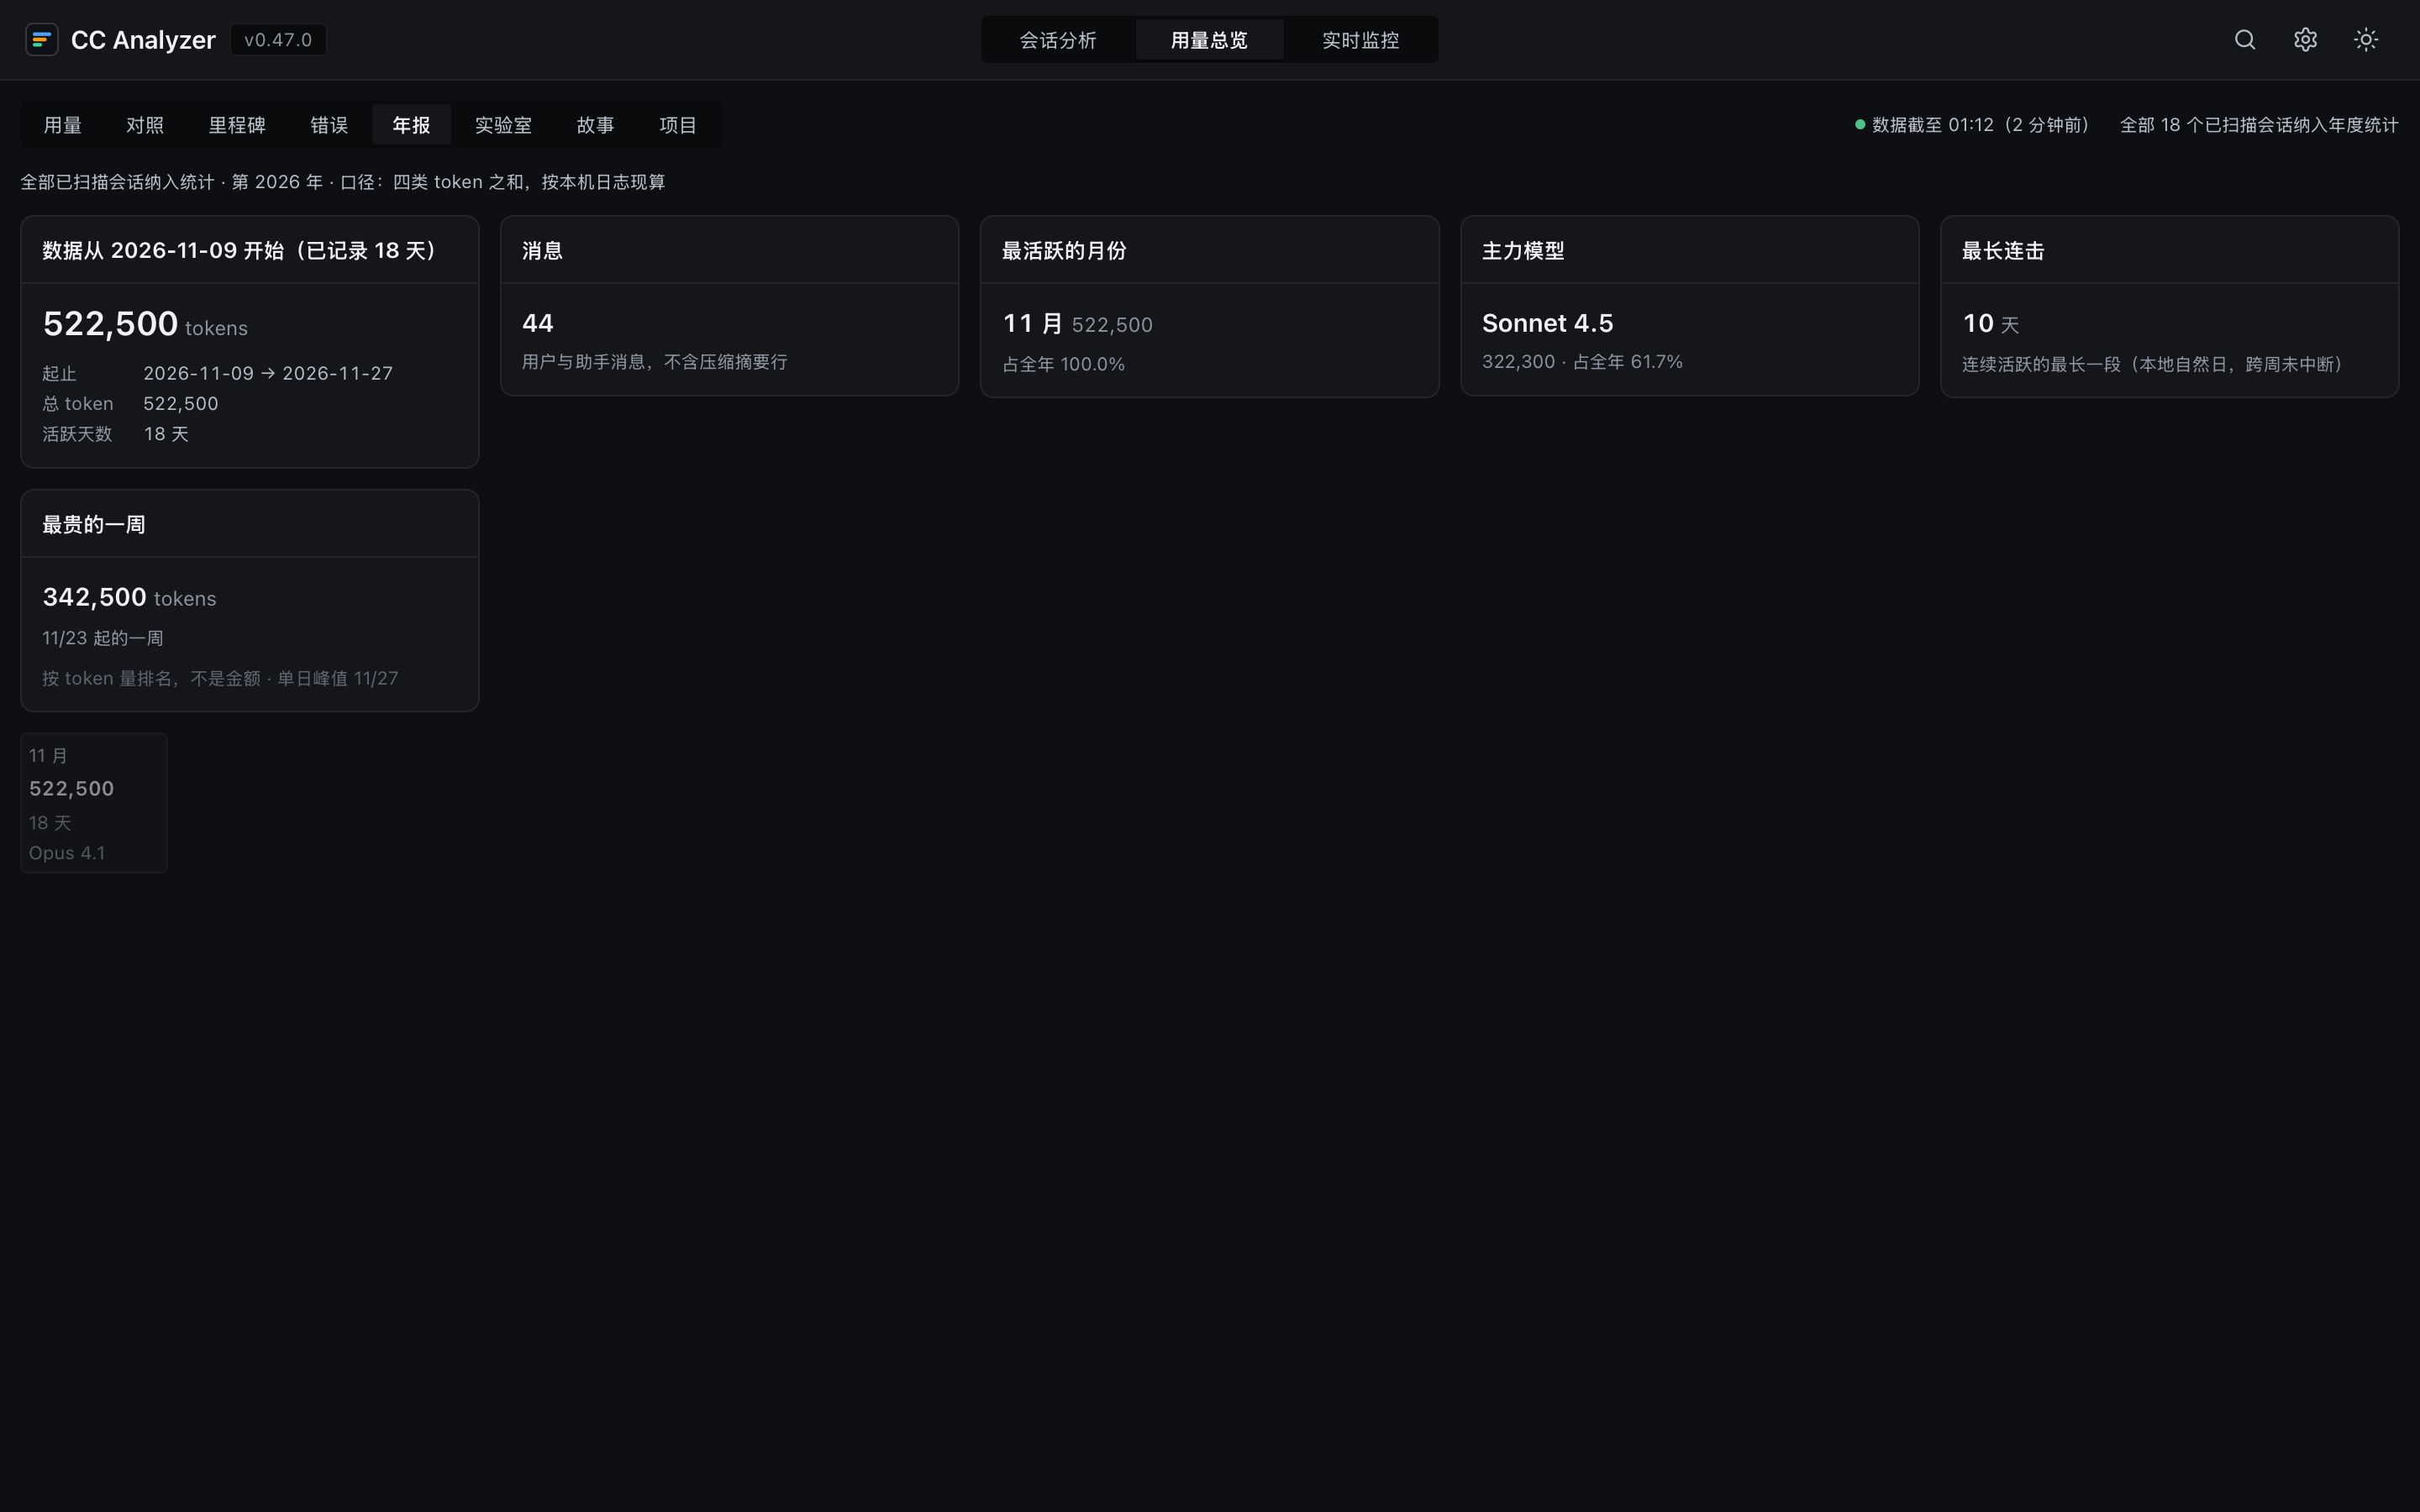 CC Analyzer v0.47.0
会话分析 用量总览 实时监控
用量 对照 里程碑 错误 年报 实验室 故事 项目
数据截至 01:12（2 分钟前） 全部 18 个已扫描会话纳入年度统计
全部已扫描会话纳入统计 · 第 2026 年 · 口径：四类 token 之和，按本机日志现算
数据从 2026-11-09 开始（已记录 18 天）
522,500 tokens
起止 2026-11-09 → 2026-11-27
总 token 522,500
活跃天数 18 天
消息
44
用户与助手消息，不含压缩摘要行
最活跃的月份
11 月 522,500
占全年 100.0%
主力模型
Sonnet 4.5
322,300 · 占全年 61.7%
最长连击
10 天
连续活跃的最长一段（本地自然日，跨周未中断）
最贵的一周
342,500 tokens
11/23 起的一周
按 token 量排名，不是金额 · 单日峰值 11/27
11 月
522,500
18 天
Opus 4.1